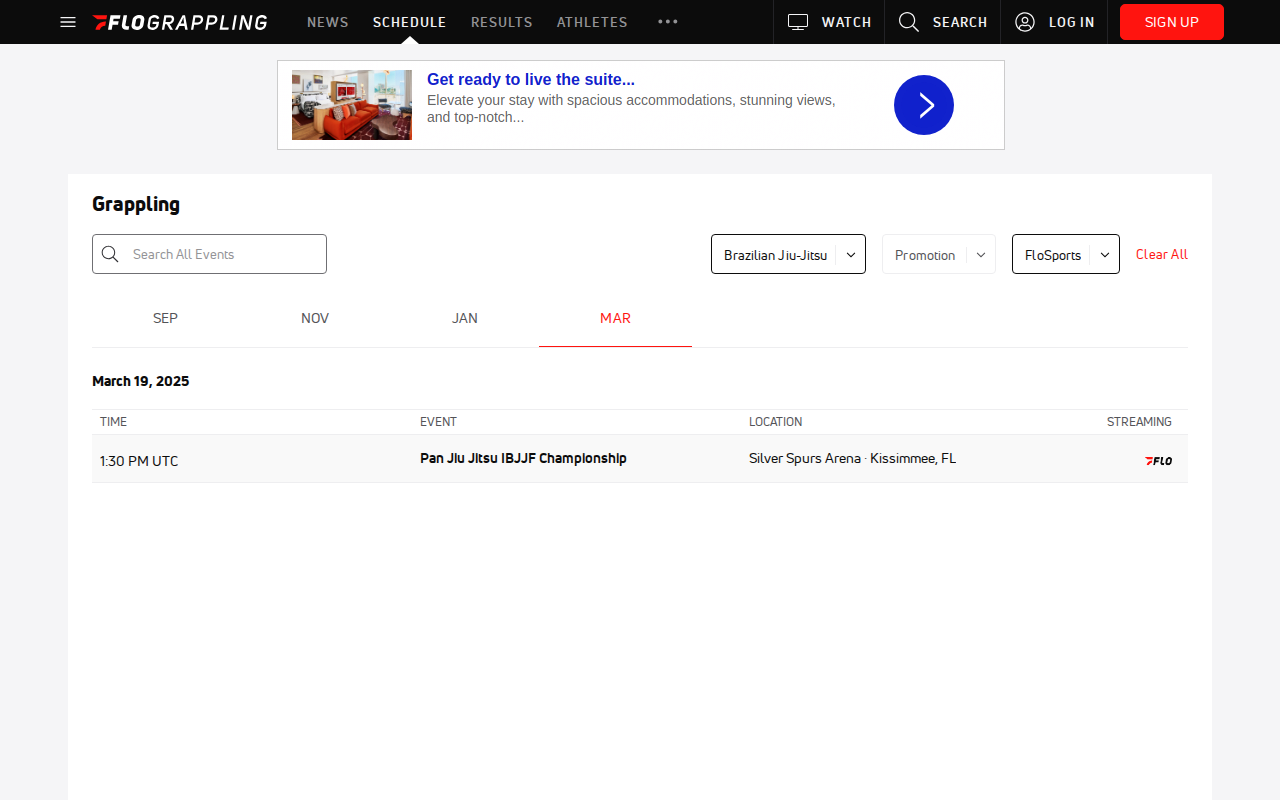 FLOGRAPPLING NEWS SCHEDULE RESULTS ATHLETES WATCH SEARCH LOG IN SIGN UP
Get ready to live the suite...
Elevate your stay with spacious accommodations, stunning views,
and top-notch...
Grappling
Search All Events Brazilian Jiu-Jitsu Promotion FloSports Clear All
SEP NOV JAN MAR
March 19, 2025
TIME EVENT LOCATION STREAMING
1:30 PM UTC Pan Jiu Jitsu IBJJF Championship Silver Spurs Arena · Kissimmee, FL FLO